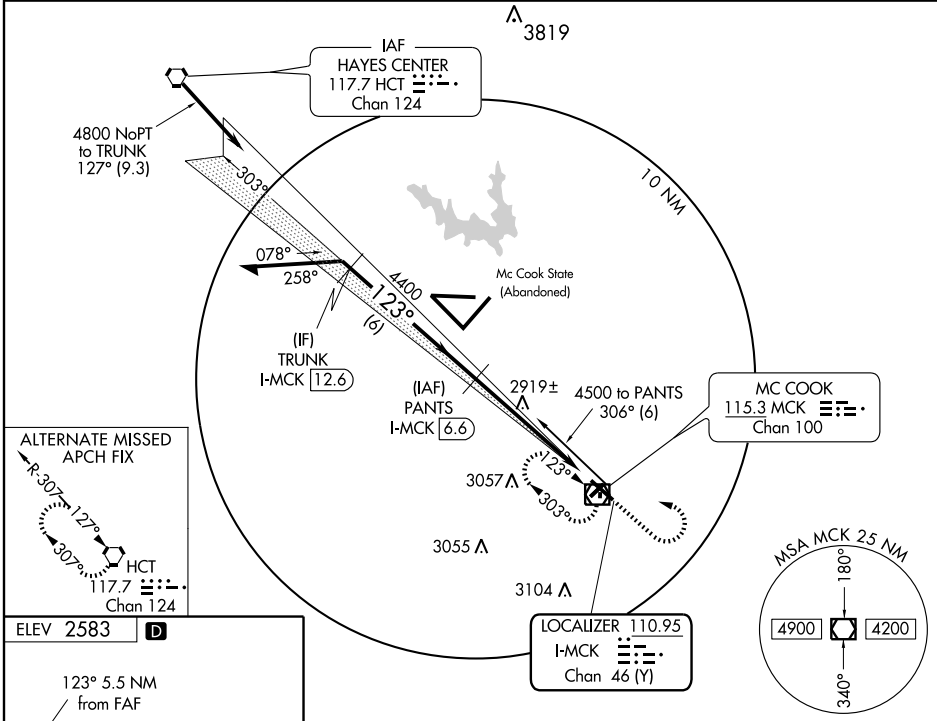 3819
IAF
HAYES CENTER
117.7 HCT
Chan 124
4800 NoPT
to TRUNK
127° (9.3)
303°
10 NM
078°
258°
4400
123°
(6)
Mc Cook State
(Abandoned)
N
(IF)
TRUNK
I-MCK 12.6
(IAF)
PANTS
I-MCK 6.6
2919±
4500 to PANTS
306° (6)
MC COOK
115.3 MCK
Chan 100
ALTERNATE MISSED
APCH FIX
R-307
127°
307°
HCT
117.7
Chan 124
123°
303°
3057
3055
3104
LOCALIZER 110.95
I-MCK
Chan 46 (Y)
MSA MCK 25 NM
180°
4900
4200
340°
ELEV 2583 D
123° 5.5 NM
from FAF